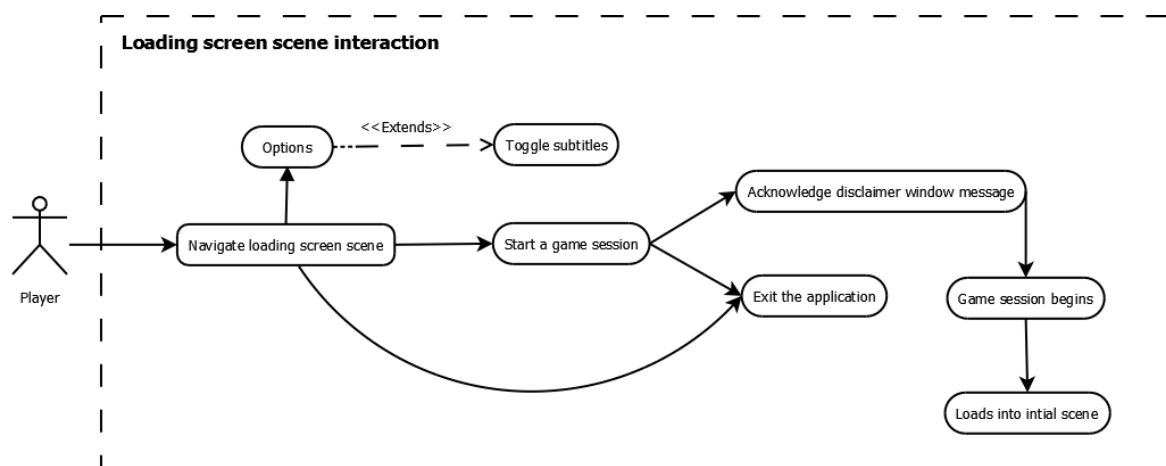 Loading screen scene interaction
<<Extends>>
Options
Toggle subtitles
Acknowledge disclaimer window message
Navigate loading screen scene
Start a game session
Player
Exit the application
Game session begins
Loads into intial scene